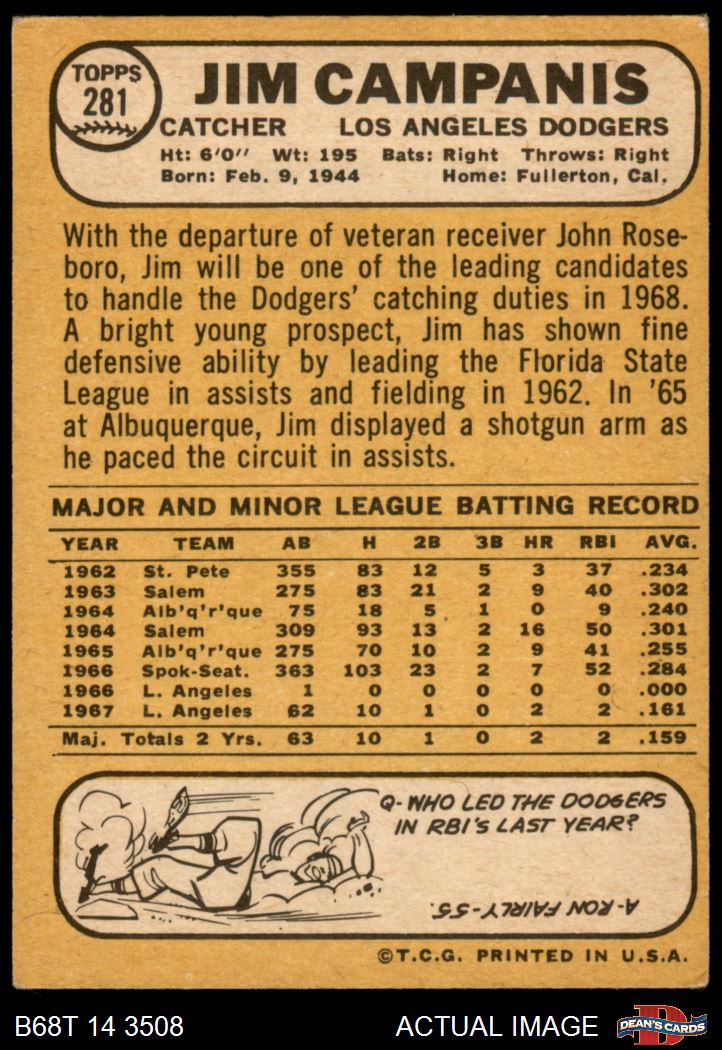 TOPPS
281
JIM CAMPANIS
CATCHER LOS ANGELES DODGERS
Ht: 6'0" Wt: 195 Bats: Right Throws: Right
Born: Feb. 9, 1944 Home: Fullerton, Cal.
With the departure of veteran receiver John Rose-
boro, Jim will be one of the leading candidates
to handle the Dodgers' catching duties in 1968.
A bright young prospect, Jim has shown fine
defensive ability by leading the Florida State
League in assists and fielding in 1962. In '65
at Albuquerque, Jim displayed a shotgun arm as
he paced the circuit in assists.
MAJOR AND MINOR LEAGUE BATTING RECORD
YEAR TEAM AB H 2B 3B HR RBI AVG.
1962 St. Pete 355 83 12 5 3 37 .234
1963 Salem 275 83 21 2 9 40 .302
1964 Alb'q'r'que 75 18 5 1 0 9 .240
1964 Salem 309 93 13 2 16 50 .301
1965 Alb'q'r'que 275 70 10 2 9 41 .255
1966 Spok-Seat. 363 103 23 2 7 52 .284
1966 L. Angeles 1 0 0 0 0 0 .000
1967 L. Angeles 62 10 1 0 2 2 .161
Maj. Totals 2 Yrs. 63 10 1 0 2 2 .159
Q-WHO LED THE DODGERS
IN RBI'S LAST YEAR?
A-RON FAIRLY-55.
©T.C.G. PRINTED IN U.S.A.
B68T 14 3508 ACTUAL IMAGE
DEAN'S CARDS